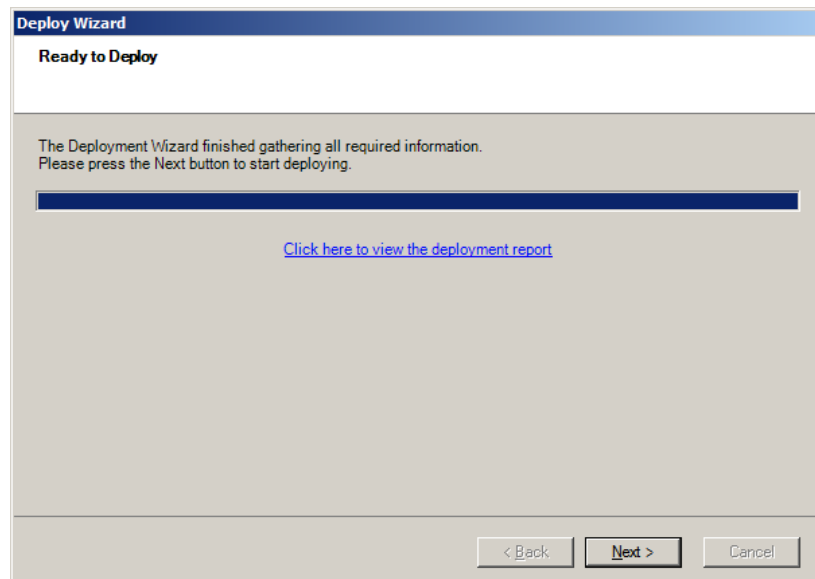 Deploy Wizard
Ready to Deploy
The Deployment Wizard finished gathering all required information.
Please press the Next button to start deploying.
Click here to view the deployment report
< Back
Next >
Cancel